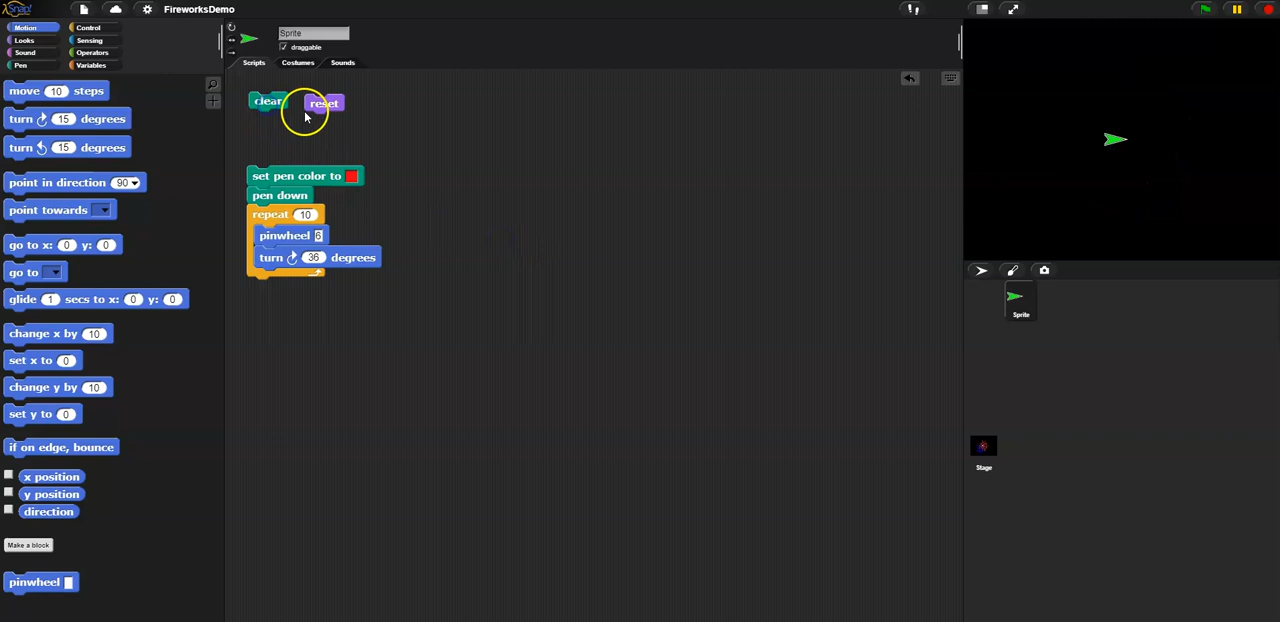 Snap! FireworksDemo
Motion Control
Looks Sensing
Sound Operators
Pen Variables
Sprite
draggable
Scripts Costumes Sounds
move 10 steps
turn 15 degrees
turn 15 degrees
point in direction 90
point towards
go to x: 0 y: 0
go to
glide 1 secs to x: 0 y: 0
change x by 10
set x to 0
change y by 10
set y to 0
if on edge, bounce
x position
y position
direction
Make a block
pinwheel
clear reset
set pen color to
pen down
repeat 10
pinwheel 6
turn 36 degrees
Sprite
Stage